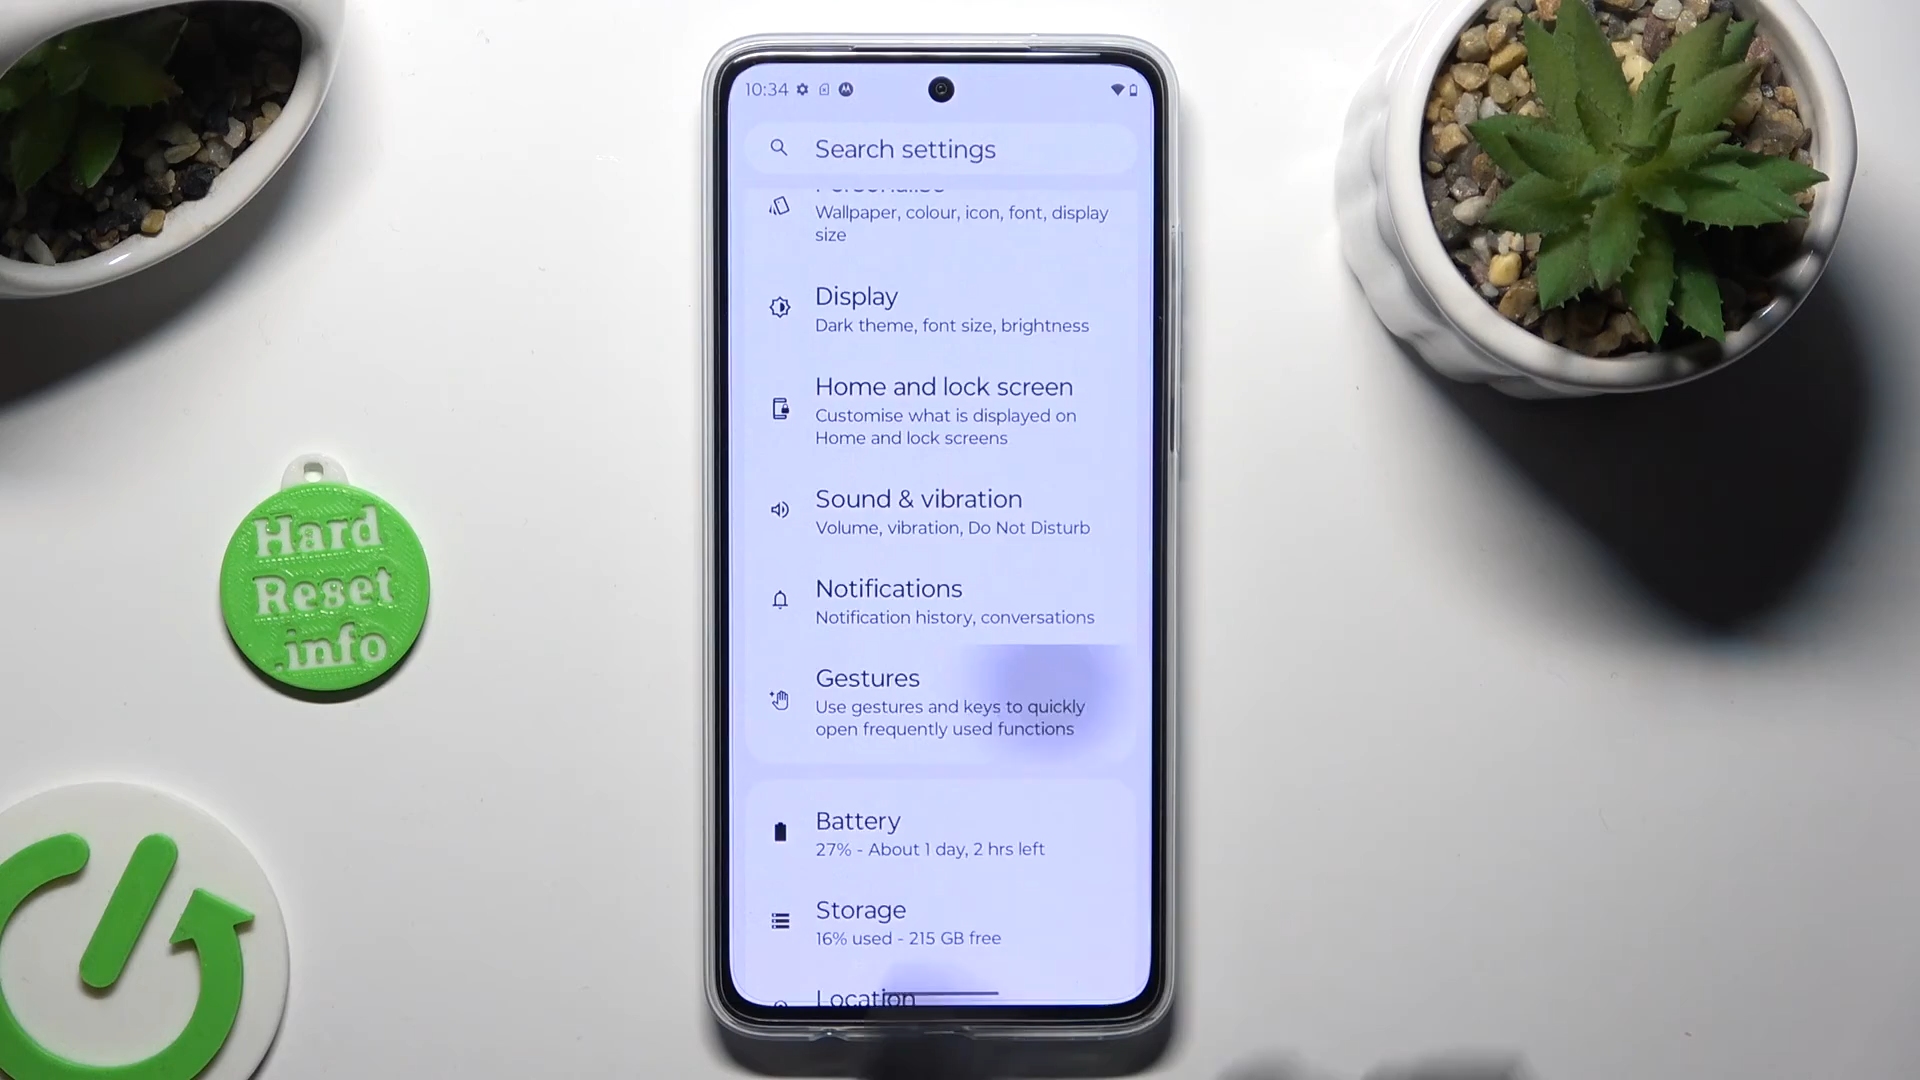 10:34
Search settings
Personalise
Wallpaper, colour, icon, font, display
size
Display
Dark theme, font size, brightness
Home and lock screen
Customise what is displayed on
Home and lock screens
Sound & vibration
Volume, vibration, Do Not Disturb
Notifications
Notification history, conversations
Gestures
Use gestures and keys to quickly
open frequently used functions
Battery
27% - About 1 day, 2 hrs left
Storage
16% used - 215 GB free
Location
Hard
Reset
.info